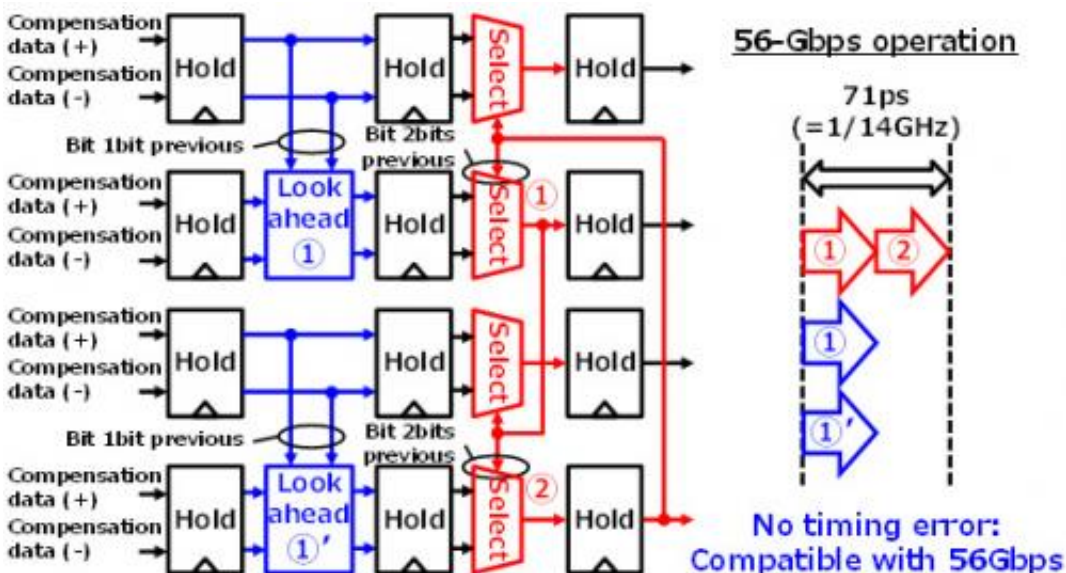 Compensation
data (+)
Compensation
data (-)
Hold
Hold
Select
Hold
Bit 1bit previous
Bit 2bits
previous
Compensation
data (+)
Compensation
data (-)
Hold
Look
ahead
①
Hold
Select
①
Hold
Compensation
data (+)
Compensation
data (-)
Hold
Hold
Select
Hold
Bit 1bit previous
Bit 2bits
previous
Compensation
data (+)
Compensation
data (-)
Hold
Look
ahead
①′
Hold
Select
②
Hold
56-Gbps operation
71ps
(=1/14GHz)
① ②
①
①′
No timing error:
Compatible with 56Gbps